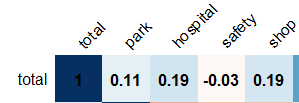 total park hospital safety shop
total 1 0.11 0.19 -0.03 0.19